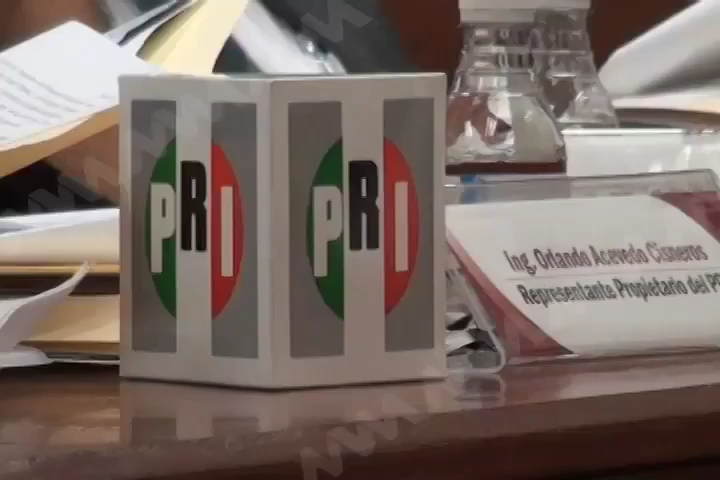 PRI
PRI
Ing. Orlando Acevedo Cisneros
Representante Propietario del